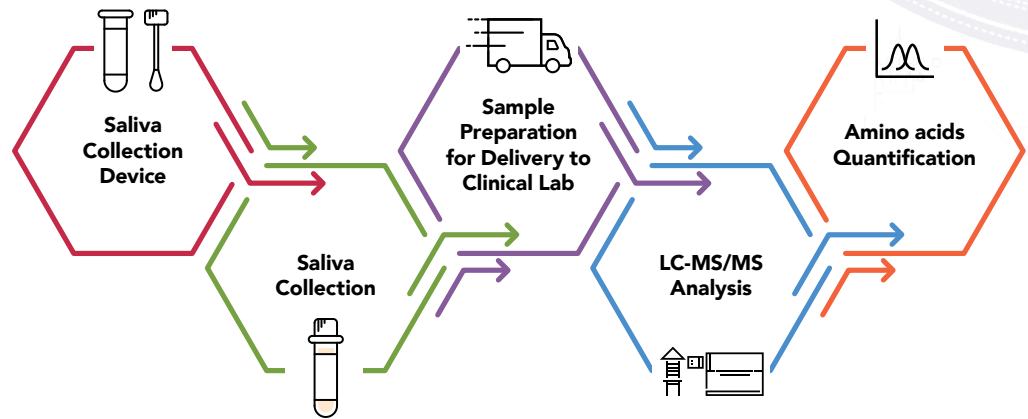 Saliva
Collection
Device
Saliva
Collection
Sample
Preparation
for Delivery to
Clinical Lab
LC-MS/MS
Analysis
Amino acids
Quantification